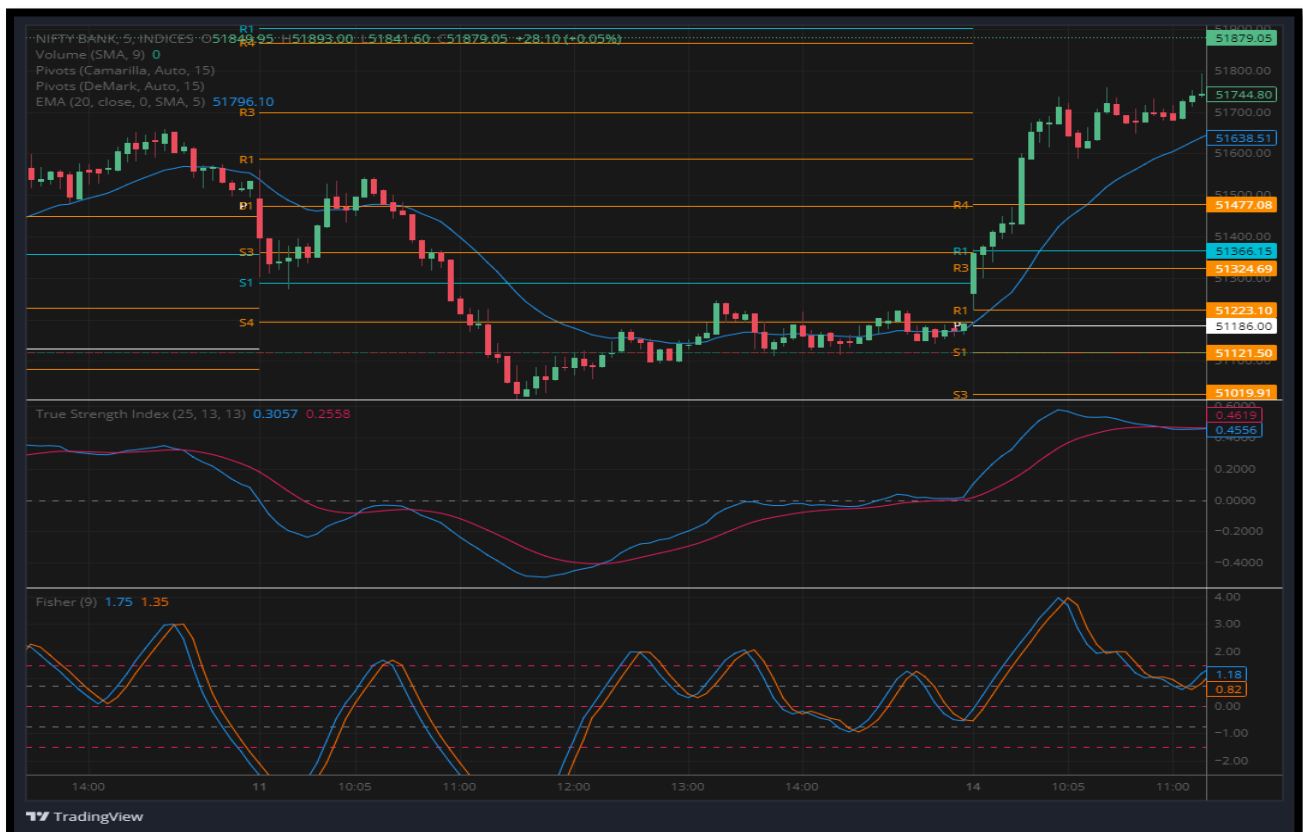 R1
NIFTY BANK, 5, INDICES O51849.95 H51893.00 L51841.60 C51879.05 +28.10 (+0.05%)
R4
Volume (SMA, 9) 0
Pivots (Camarilla, Auto, 15)
Pivots (DeMark, Auto, 15)
EMA (20, close, 0, SMA, 5) 51796.10
R3
R1
P
S3
S1
S4
R4
R1
R3
R1
P
S1
S3
51879.05
51800.00
51744.80
51700.00
51638.51
51600.00
51500.00
51477.08
51400.00
51366.15
51324.69
51223.10
51186.00
51121.50
51019.91
True Strength Index (25, 13, 13) 0.3057 0.2558
0.4619
0.4556
0.2000
0.0000
−0.2000
−0.4000
Fisher (9) 1.75 1.35
4.00
3.00
2.00
1.18
0.82
0.00
−1.00
−2.00
14:00 11 10:05 11:00 12:00 13:00 14:00 14 10:05 11:00
TradingView